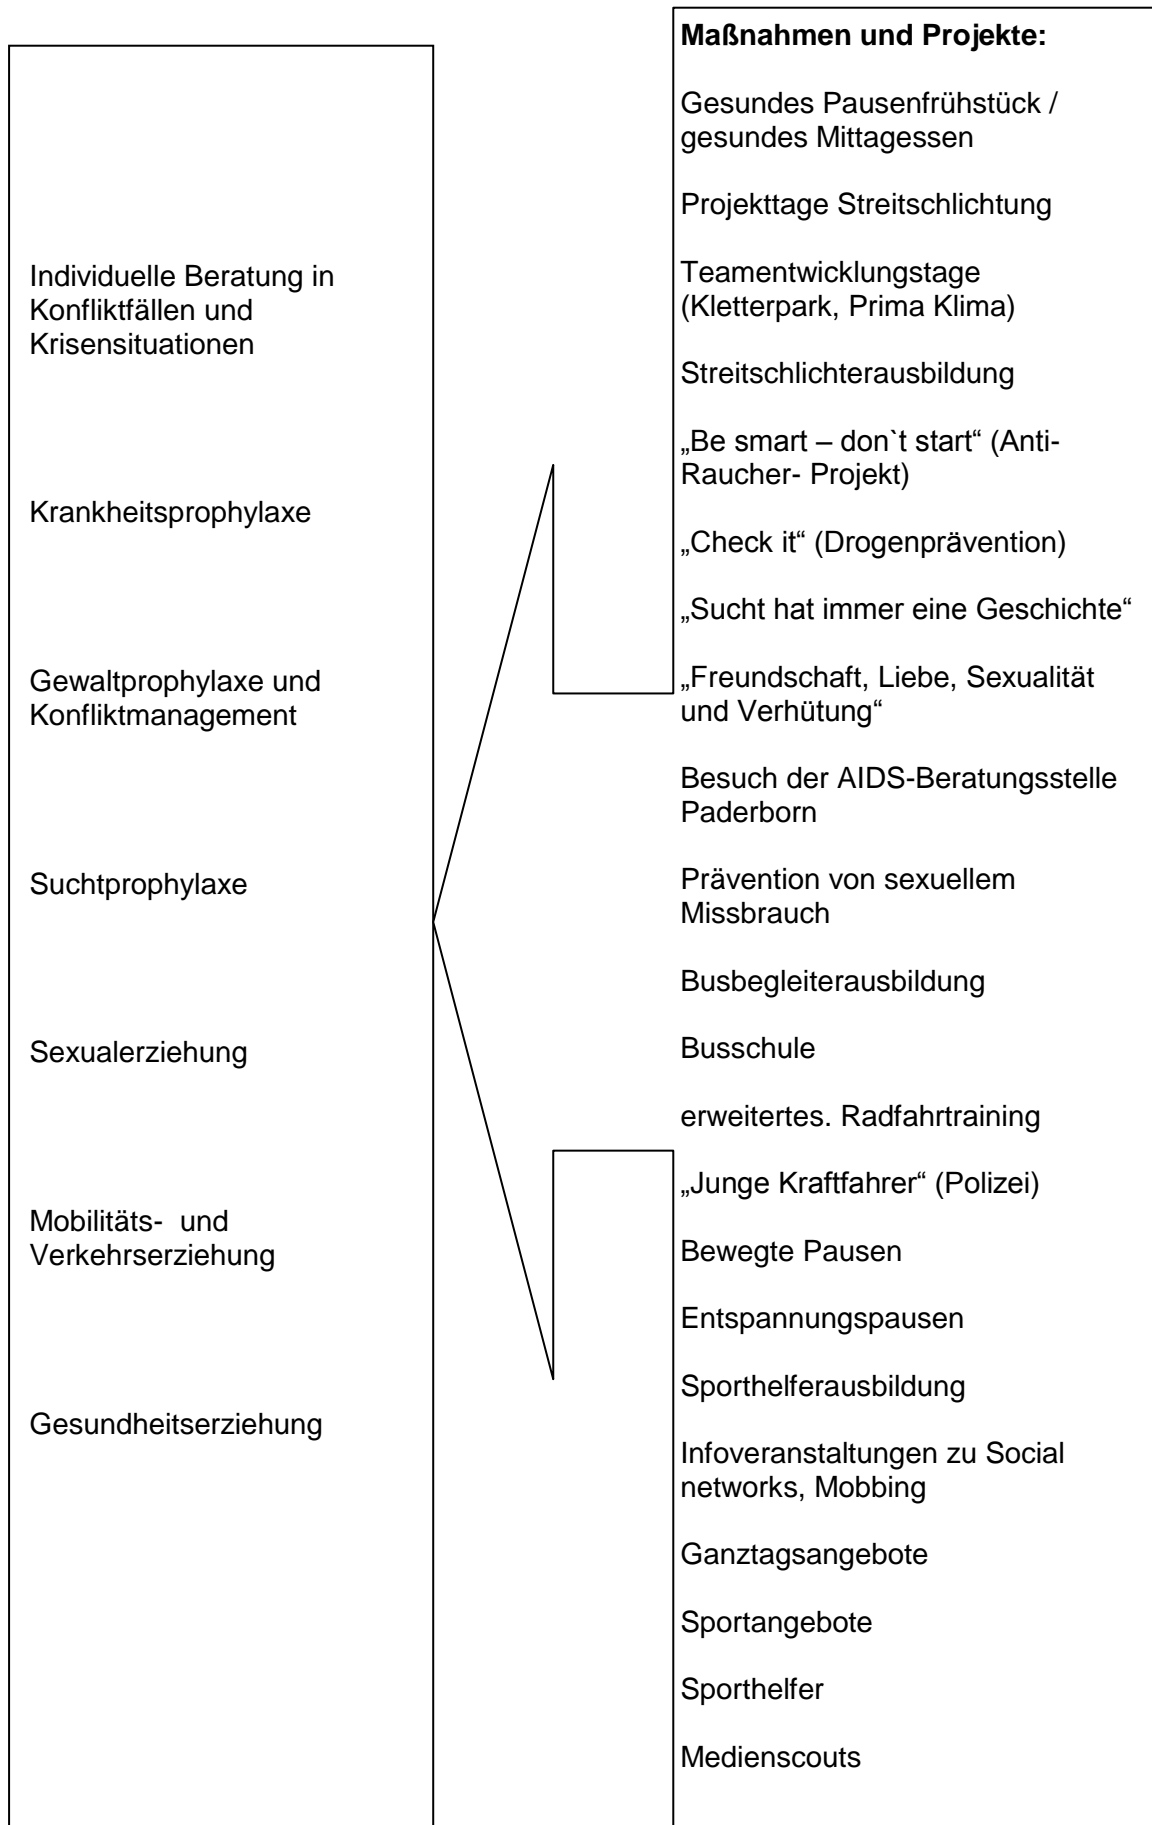 Individuelle Beratung in
Konfliktfällen und
Krisensituationen
Krankheitsprophylaxe
Gewaltprophylaxe und
Konfliktmanagement
Suchtprophylaxe
Sexualerziehung
Mobilitäts-  und
Verkehrserziehung
Gesundheitserziehung
Maßnahmen und Projekte:
Gesundes Pausenfrühstück /
gesundes Mittagessen
Projekttage Streitschlichtung
Teamentwicklungstage
(Kletterpark, Prima Klima)
Streitschlichterausbildung
„Be smart – don`t start“ (Anti-
Raucher- Projekt)
„Check it“ (Drogenprävention)
„Sucht hat immer eine Geschichte“
„Freundschaft, Liebe, Sexualität
und Verhütung“
Besuch der AIDS-Beratungsstelle
Paderborn
Prävention von sexuellem
Missbrauch
Busbegleiterausbildung
Busschule
erweitertes. Radfahrtraining
„Junge Kraftfahrer“ (Polizei)
Bewegte Pausen
Entspannungspausen
Sporthelferausbildung
Infoveranstaltungen zu Social
networks, Mobbing
Ganztagsangebote
Sportangebote
Sporthelfer
Medienscouts